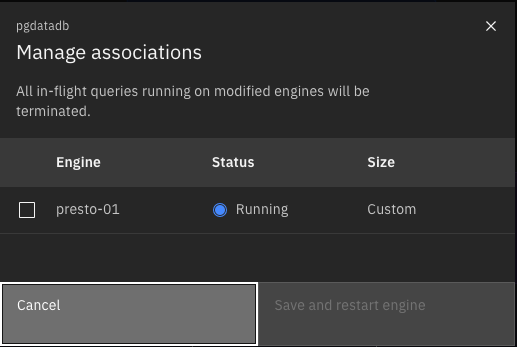 pgdatadb
Manage associations
All in-flight queries running on modified engines will be
terminated.
Engine Status Size
presto-01 Running Custom
Cancel Save and restart engine